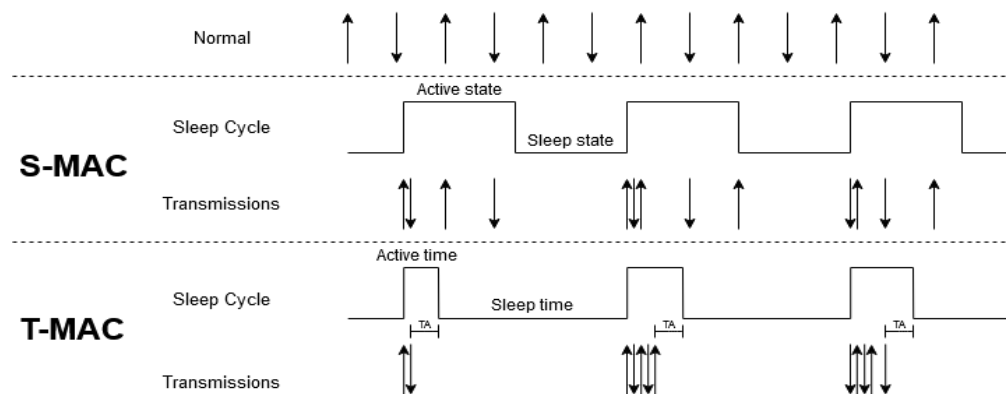 Normal
Active state
Sleep Cycle
Sleep state
S-MAC
Transmissions
Active time
Sleep Cycle
Sleep time
T-MAC
TA
TA
TA
Transmissions